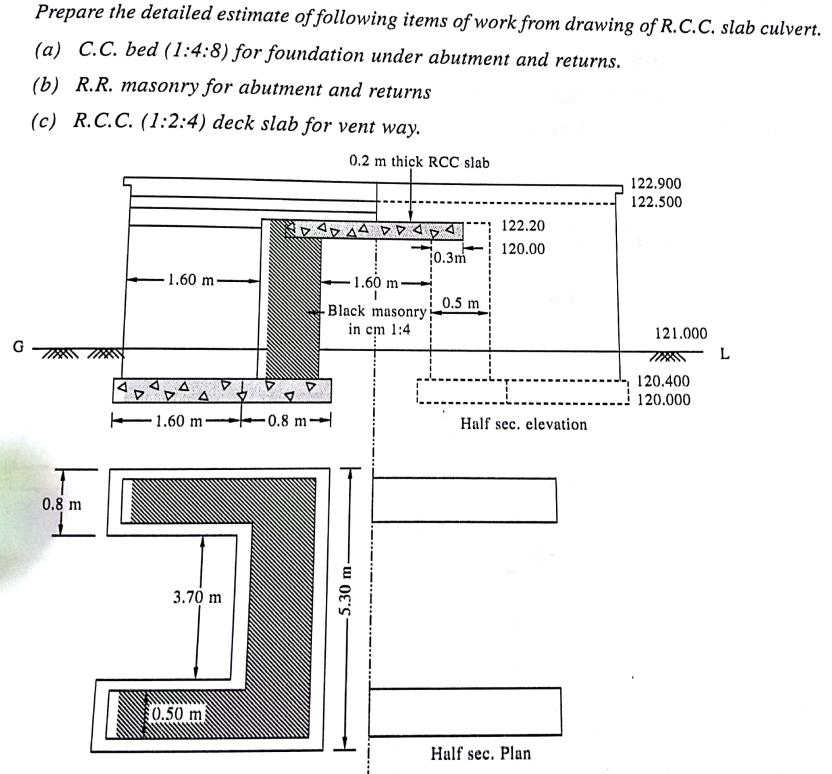 Prepare the detailed estimate of following items of work from drawing of R.C.C. slab culvert.
(a) C.C. bed (1:4:8) for foundation under abutment and returns.
(b) R.R. masonry for abutment and returns
(c) R.C.C. (1:2:4) deck slab for vent way.
0.2 m thick RCC slab
122.900
122.500
122.20
120.00
0.3m
1.60 m
1.60 m
0.5 m
Black masonry
in cm 1:4
121.000
G
L
120.400
120.000
1.60 m
0.8 m
Half sec. elevation
0.8 m
3.70 m
5.30 m
0.50 m
Half sec. Plan